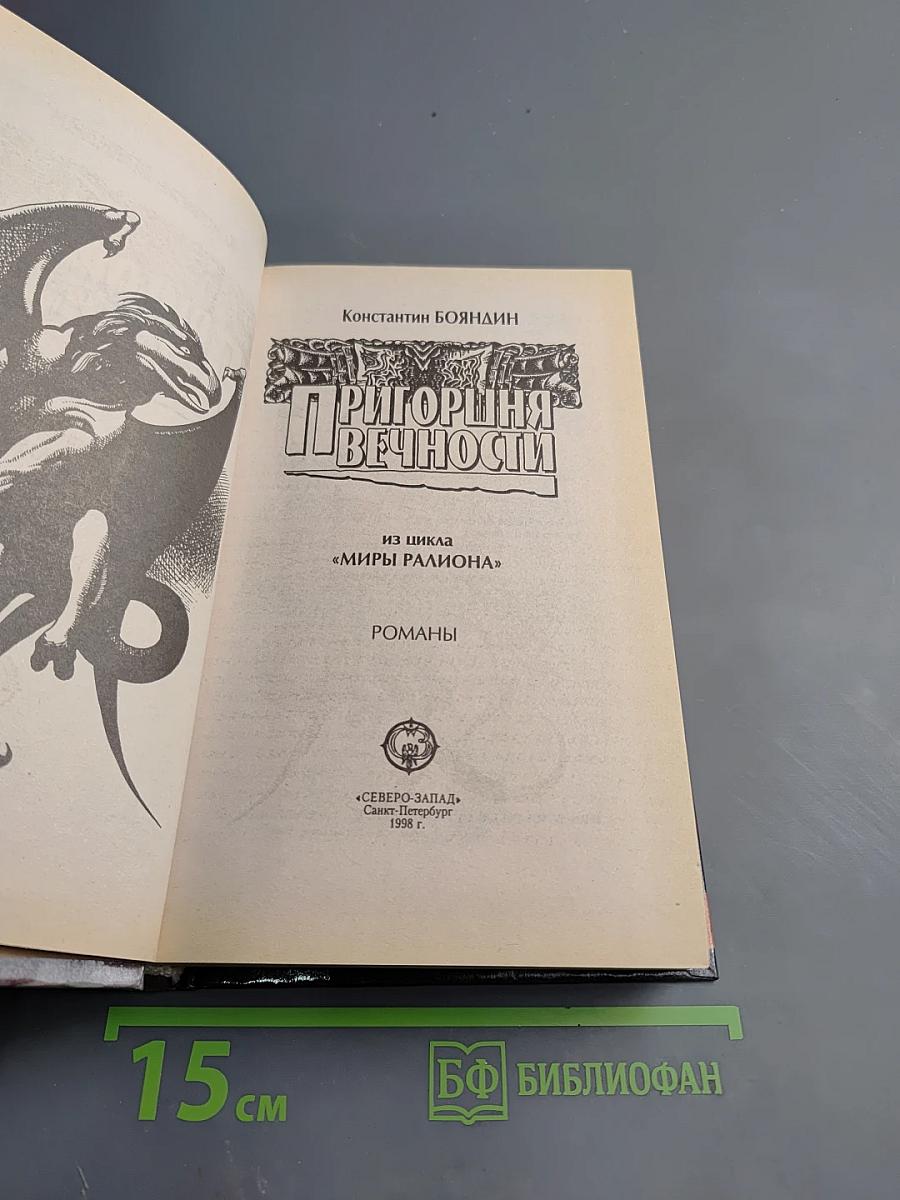 Константин БОЯНДИН
ПРИГОРШНЯ
ВЕЧНОСТИ
из цикла
«МИРЫ РАЛИОНА»
РОМАНЫ
«СЕВЕРО-ЗАПАД»
Санкт-Петербург
1998 г.
15 см
БФ БИБЛИОФАН